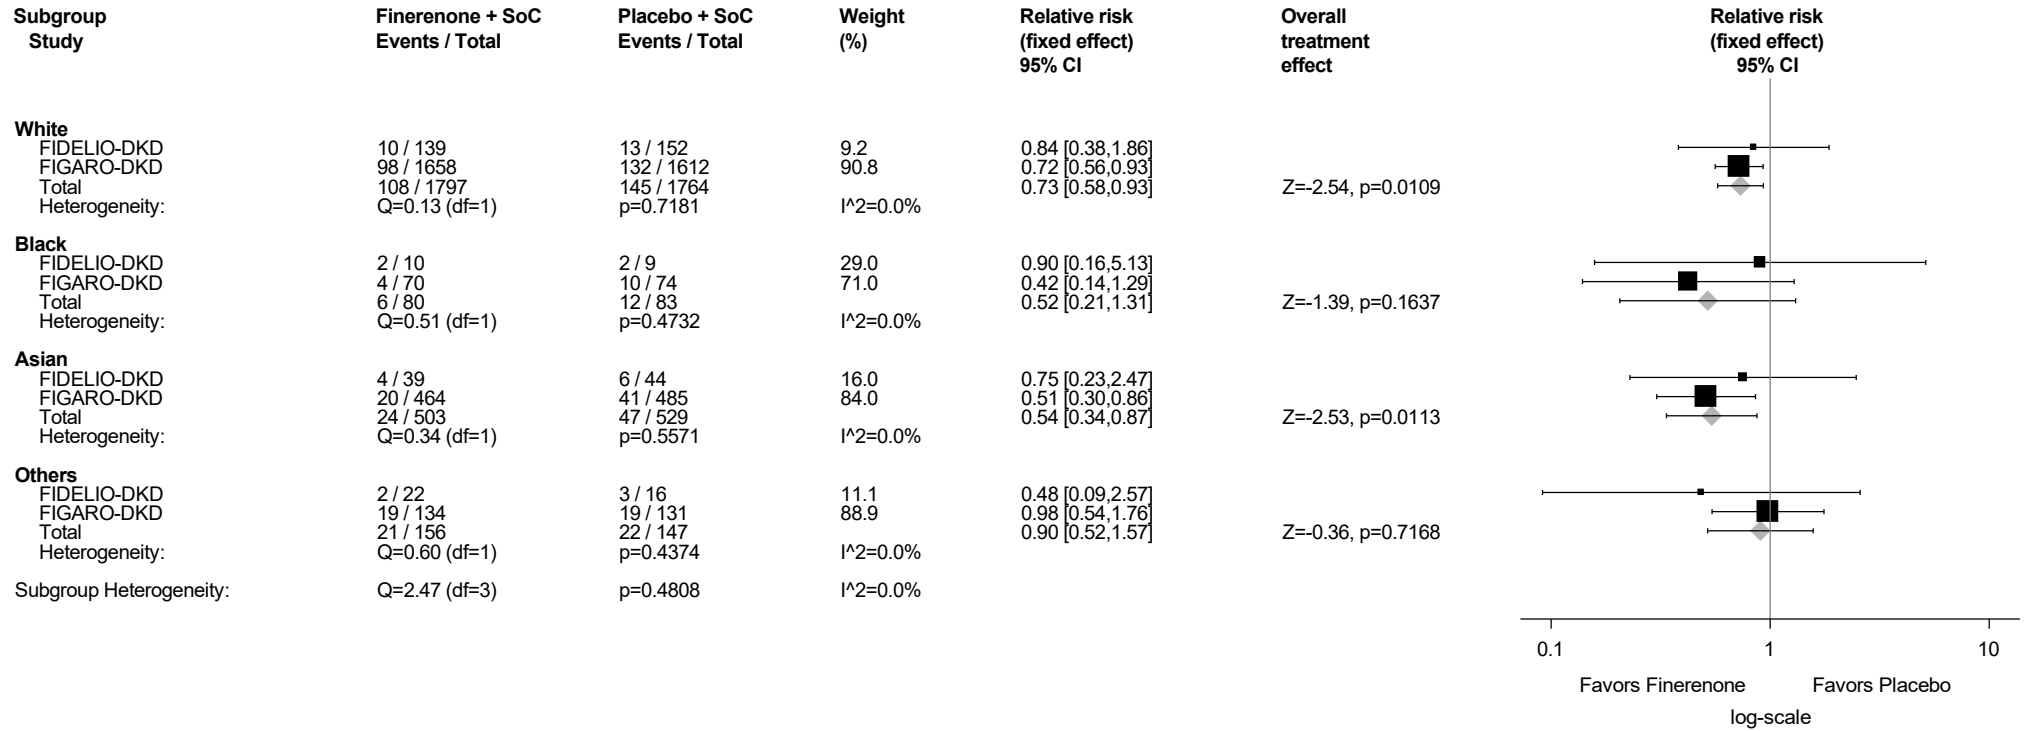 Subgroup Finerenone + SoC Placebo + SoC Weight Relative risk Overall Relative risk
Study Events / Total Events / Total (%) (fixed effect) treatment (fixed effect)
95% CI effect 95% CI
White
FIDELIO-DKD 10 / 139 13 / 152 9.2 0.84 [0.38,1.86]
FIGARO-DKD 98 / 1658 132 / 1612 90.8 0.72 [0.56,0.93]
Total 108 / 1797 145 / 1764 0.73 [0.58,0.93] Z=-2.54, p=0.0109
Heterogeneity: Q=0.13 (df=1) p=0.7181 I^2=0.0%
Black
FIDELIO-DKD 2 / 10 2 / 9 29.0 0.90 [0.16,5.13]
FIGARO-DKD 4 / 70 10 / 74 71.0 0.42 [0.14,1.29]
Total 6 / 80 12 / 83 0.52 [0.21,1.31] Z=-1.39, p=0.1637
Heterogeneity: Q=0.51 (df=1) p=0.4732 I^2=0.0%
Asian
FIDELIO-DKD 4 / 39 6 / 44 16.0 0.75 [0.23,2.47]
FIGARO-DKD 20 / 464 41 / 485 84.0 0.51 [0.30,0.86]
Total 24 / 503 47 / 529 0.54 [0.34,0.87] Z=-2.53, p=0.0113
Heterogeneity: Q=0.34 (df=1) p=0.5571 I^2=0.0%
Others
FIDELIO-DKD 2 / 22 3 / 16 11.1 0.48 [0.09,2.57]
FIGARO-DKD 19 / 134 19 / 131 88.9 0.98 [0.54,1.76]
Total 21 / 156 22 / 147 0.90 [0.52,1.57] Z=-0.36, p=0.7168
Heterogeneity: Q=0.60 (df=1) p=0.4374 I^2=0.0%
Subgroup Heterogeneity: Q=2.47 (df=3) p=0.4808 I^2=0.0%
0.1 1 10
Favors Finerenone Favors Placebo
log-scale